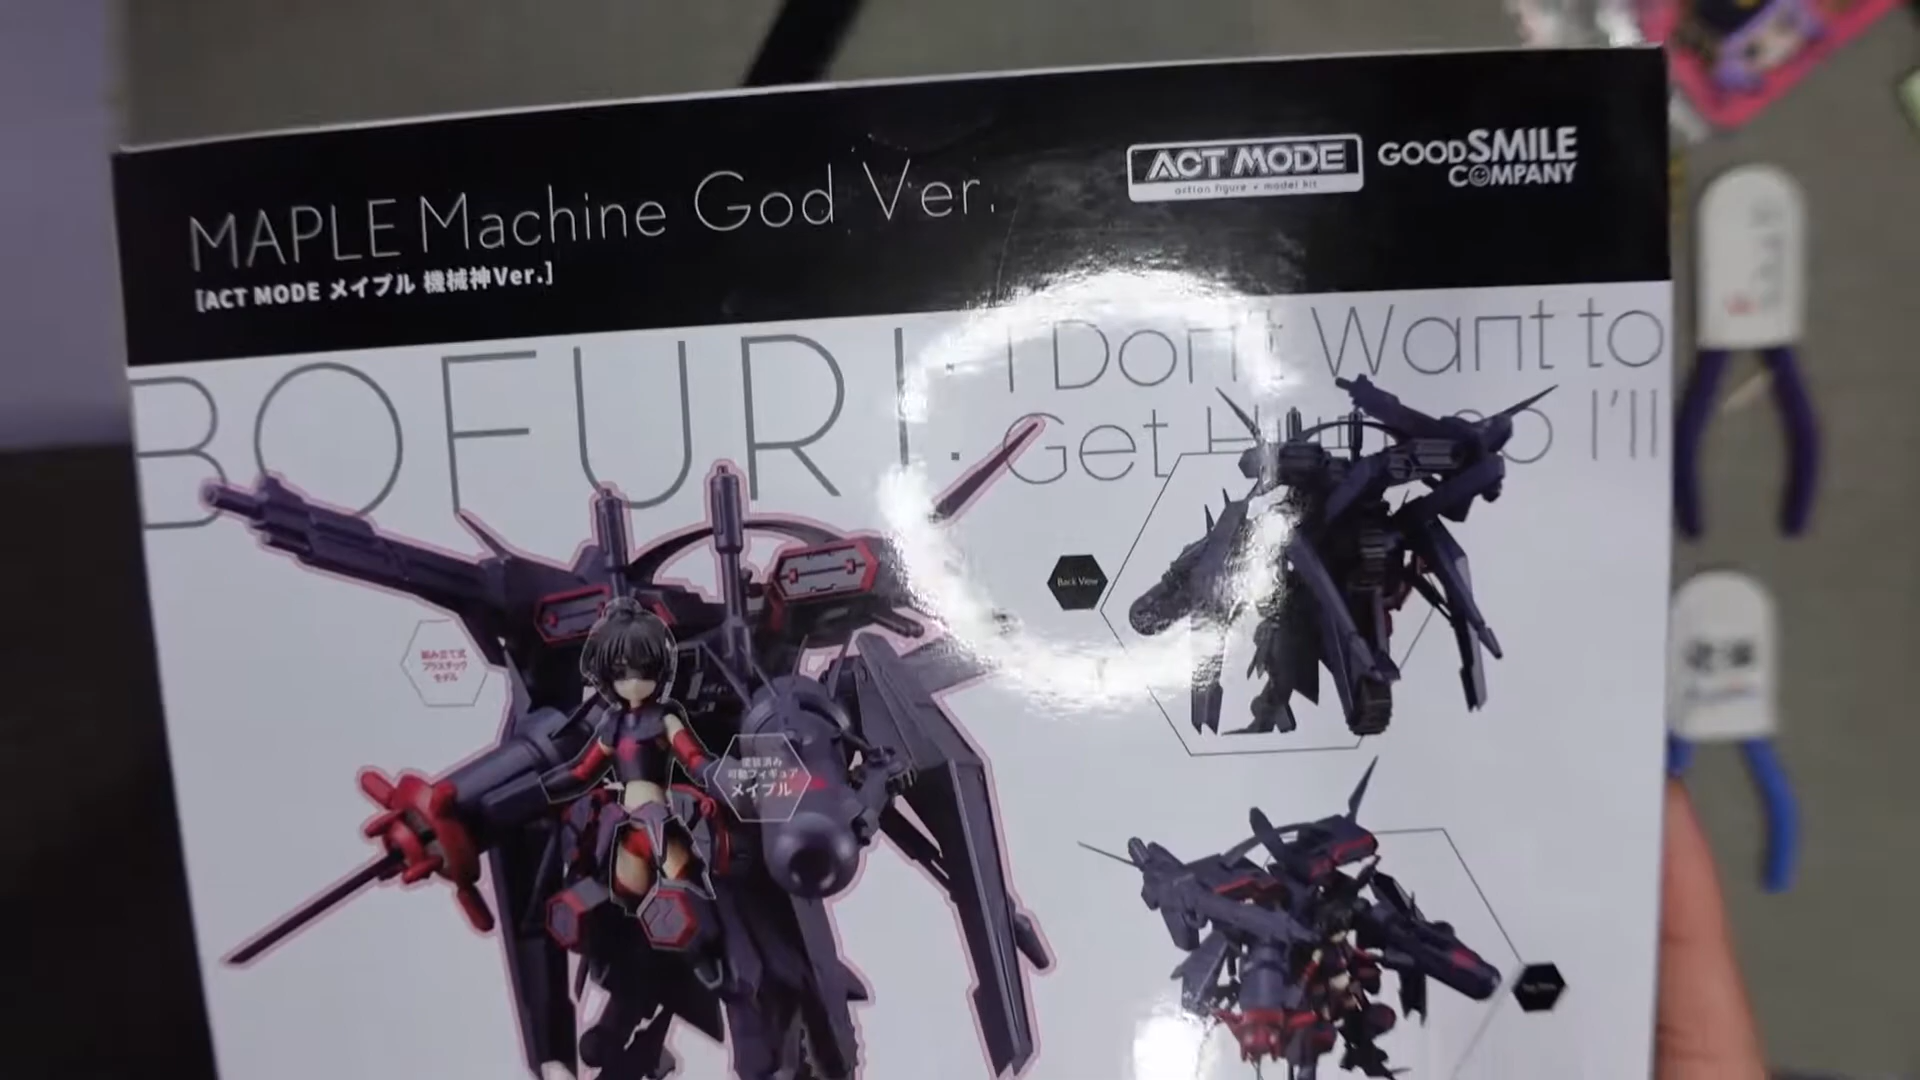 MAPLE Machine God Ver.
[ACT MODE メイプル 機械神Ver.]
ACT MODE
action figure + model kit
GOOD SMILE
COMPANY
BOFURI:
I Don't Want to
Get Hurt, So I'll
Back View
組み立て式
プラスチック
モデル
塗装済み
可動フィギュア
メイプル